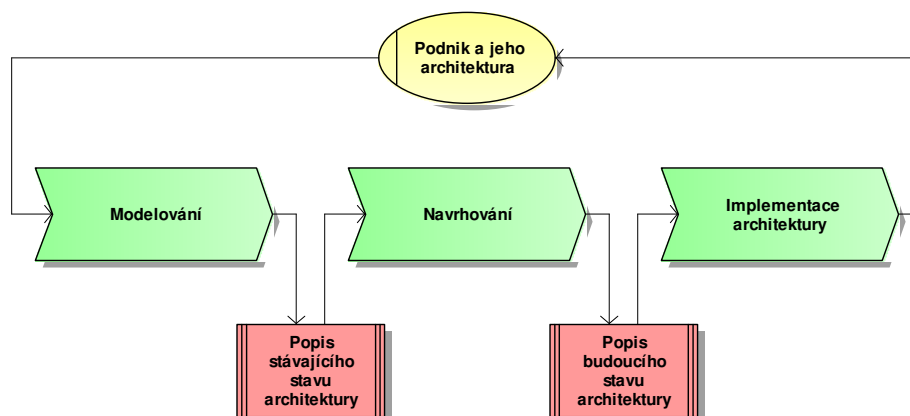 Podnik a jeho
architektura
Modelování
Navrhování
Implementace
architektury
Popis
stávajícího
stavu
architektury
Popis
budoucího
stavu
architektury